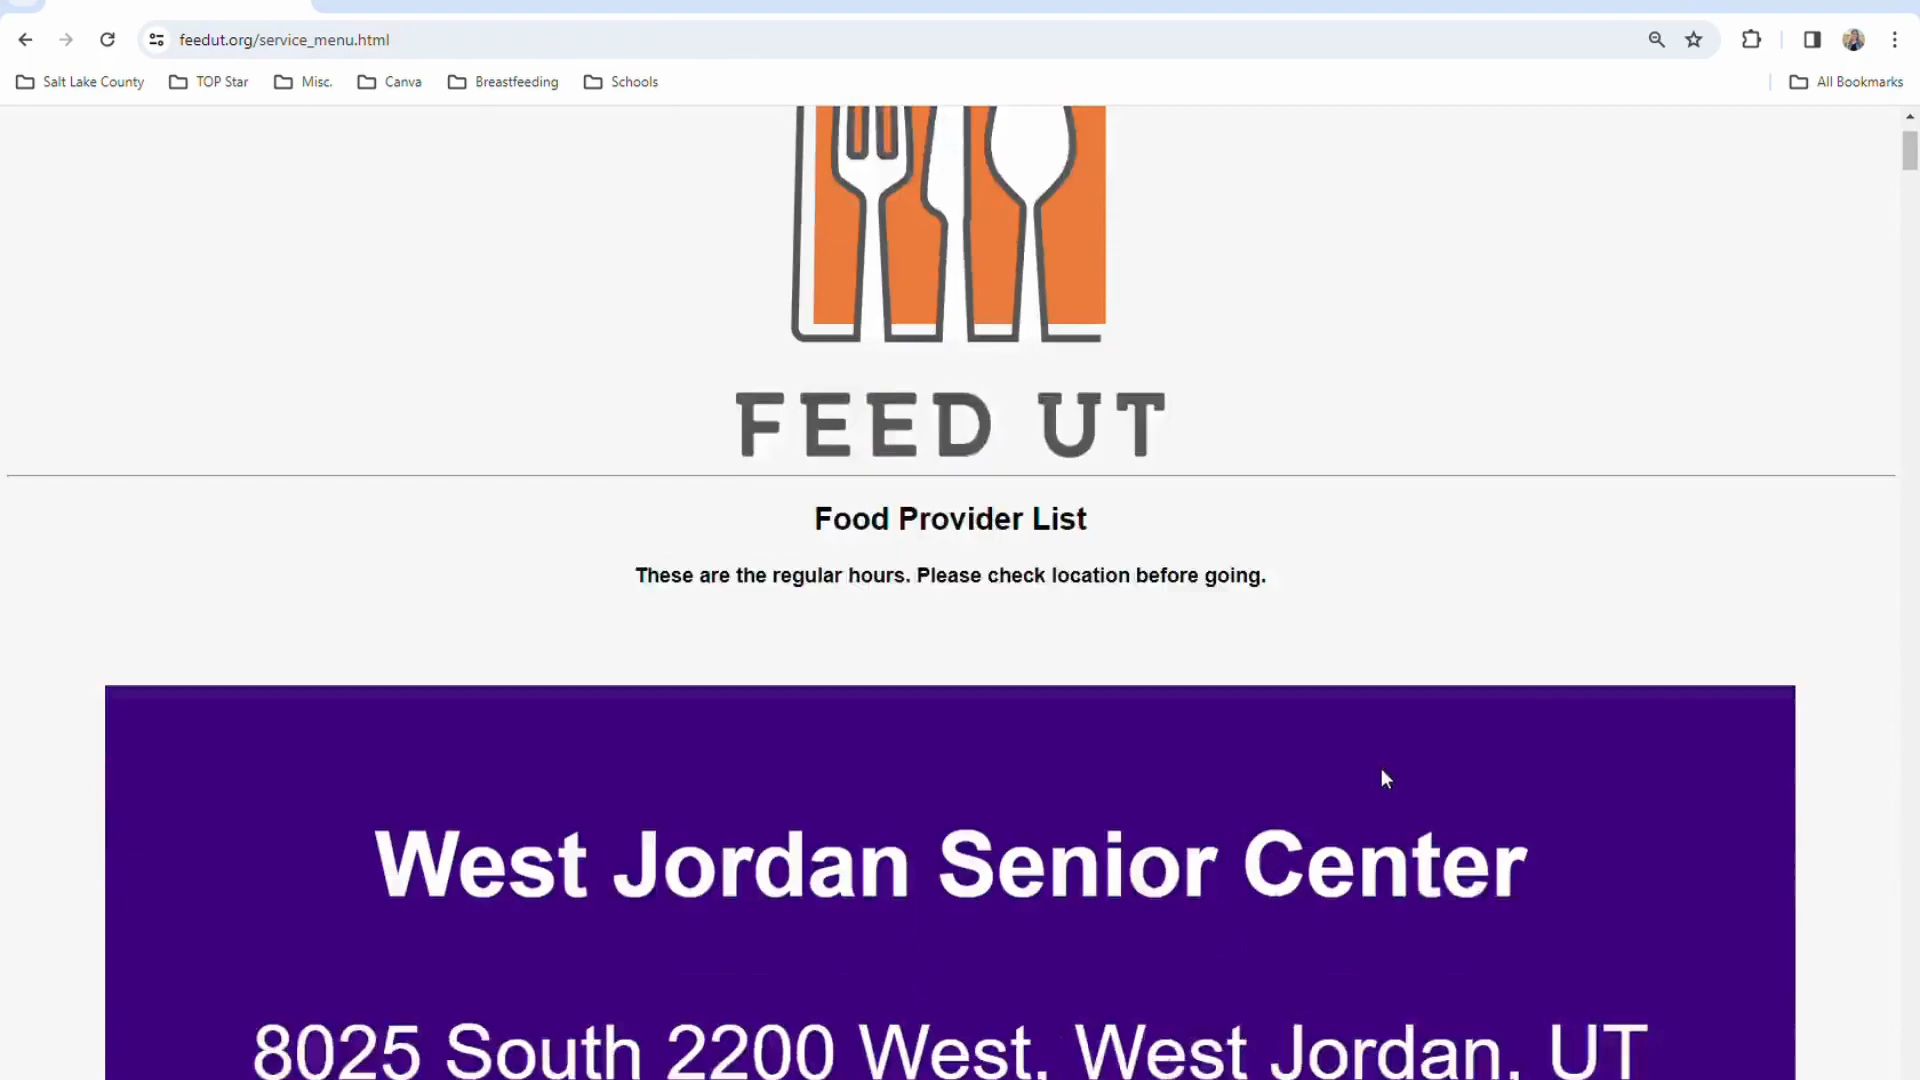 feedut.org/service_menu.html
Salt Lake County TOP Star Misc. Canva Breastfeeding Schools All Bookmarks
FEED UT
Food Provider List
These are the regular hours. Please check location before going.
West Jordan Senior Center
8025 South 2200 West, West Jordan, UT